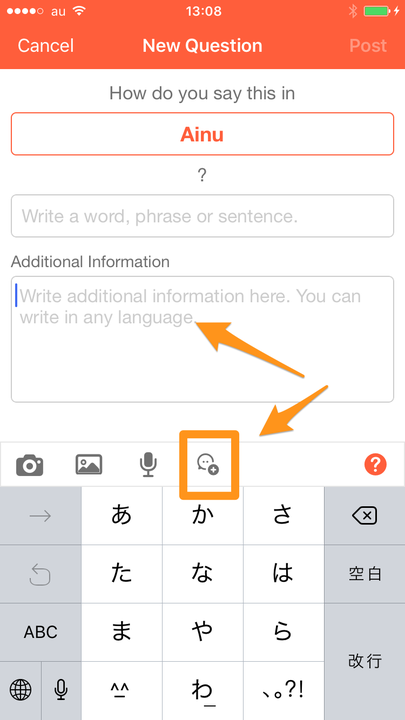 au 13:08
Cancel New Question Post
How do you say this in
Ainu
?
Write a word, phrase or sentence.
Additional Information
Write additional information here. You can
write in any language.
?
→ あ か さ
た な は 空白
ABC ま や ら
^^ わ_ 、。?! 改行